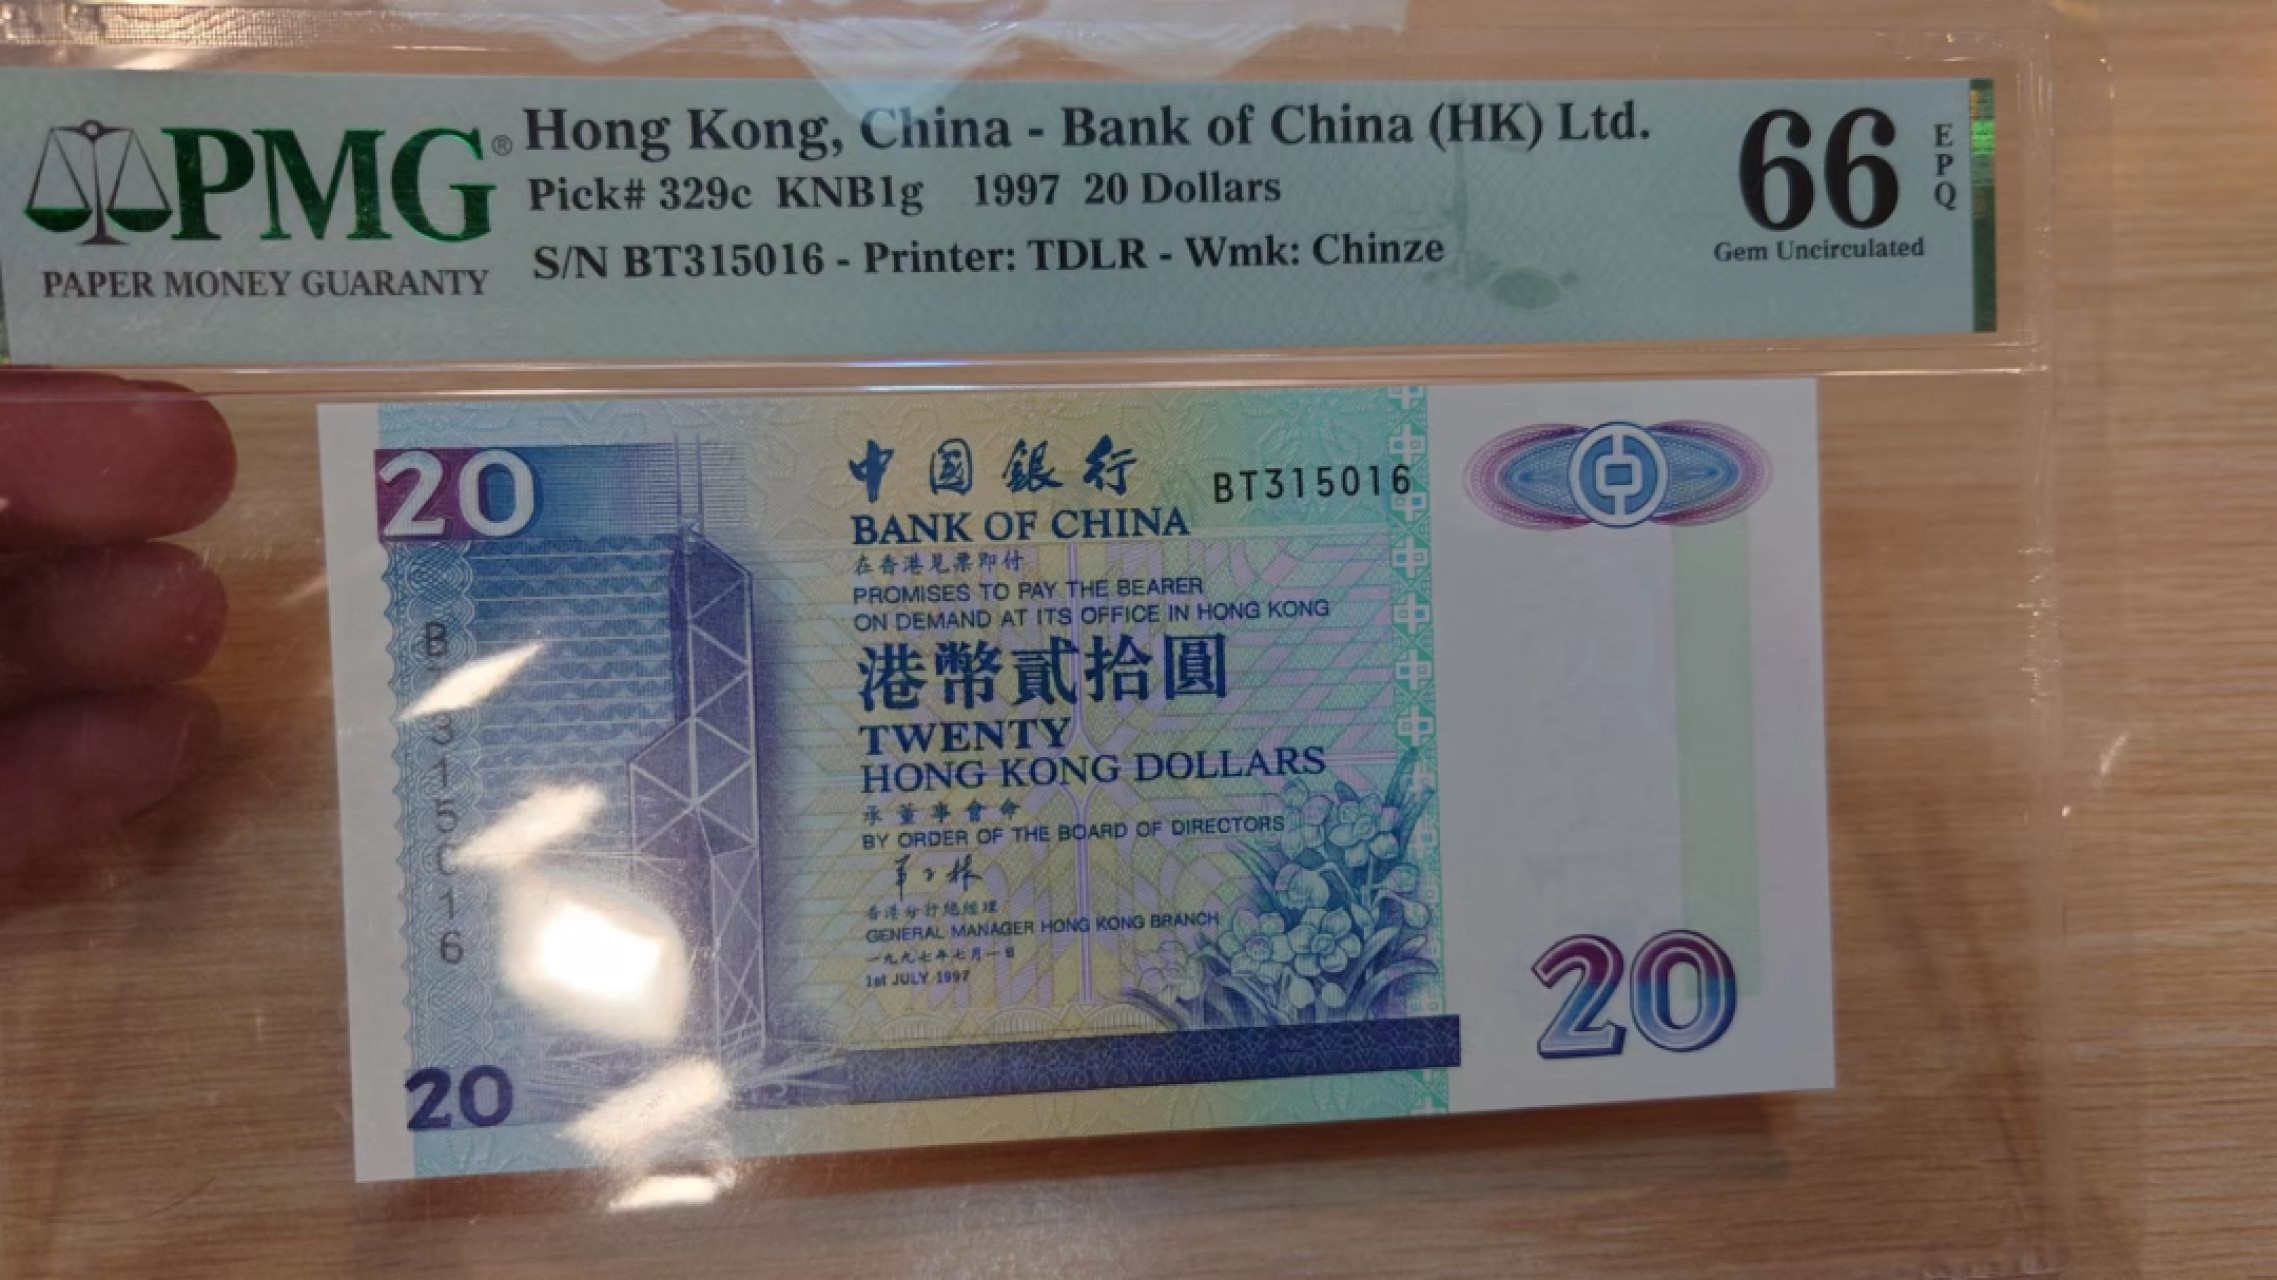 PMG®
PAPER MONEY GUARANTY
Hong Kong, China - Bank of China (HK) Ltd.
Pick# 329c KNB1g 1997 20 Dollars
S/N BT315016 - Printer: TDLR - Wmk: Chinze
66
EPQ
Gem Uncirculated
20
中國銀行
BT315016
BANK OF CHINA
在香港見票即付
PROMISES TO PAY THE BEARER
ON DEMAND AT ITS OFFICE IN HONG KONG
港幣貳拾圓
TWENTY
HONG KONG DOLLARS
承董事會命
BY ORDER OF THE BOARD OF DIRECTORS
香港分行總經理
GENERAL MANAGER HONG KONG BRANCH
一九九七年七月一日
1st JULY 1997
20
20